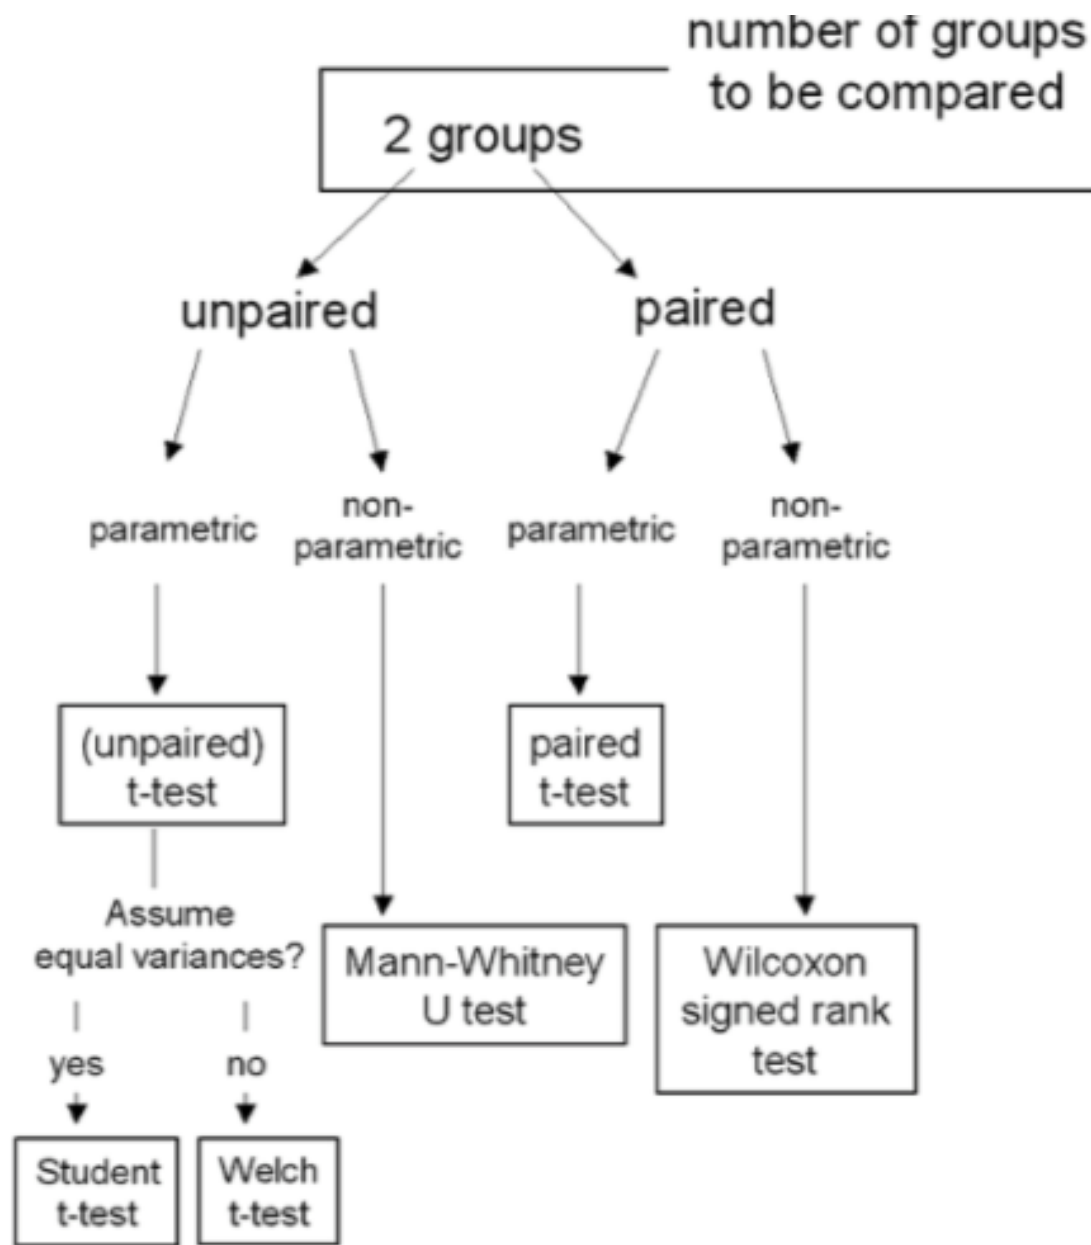 number of groups
to be compared
2 groups
unpaired
paired
parametric
non-
parametric
parametric
non-
parametric
(unpaired)
t-test
paired
t-test
Assume
equal variances?
Mann-Whitney
U test
Wilcoxon
signed rank
test
yes
no
Student
t-test
Welch
t-test